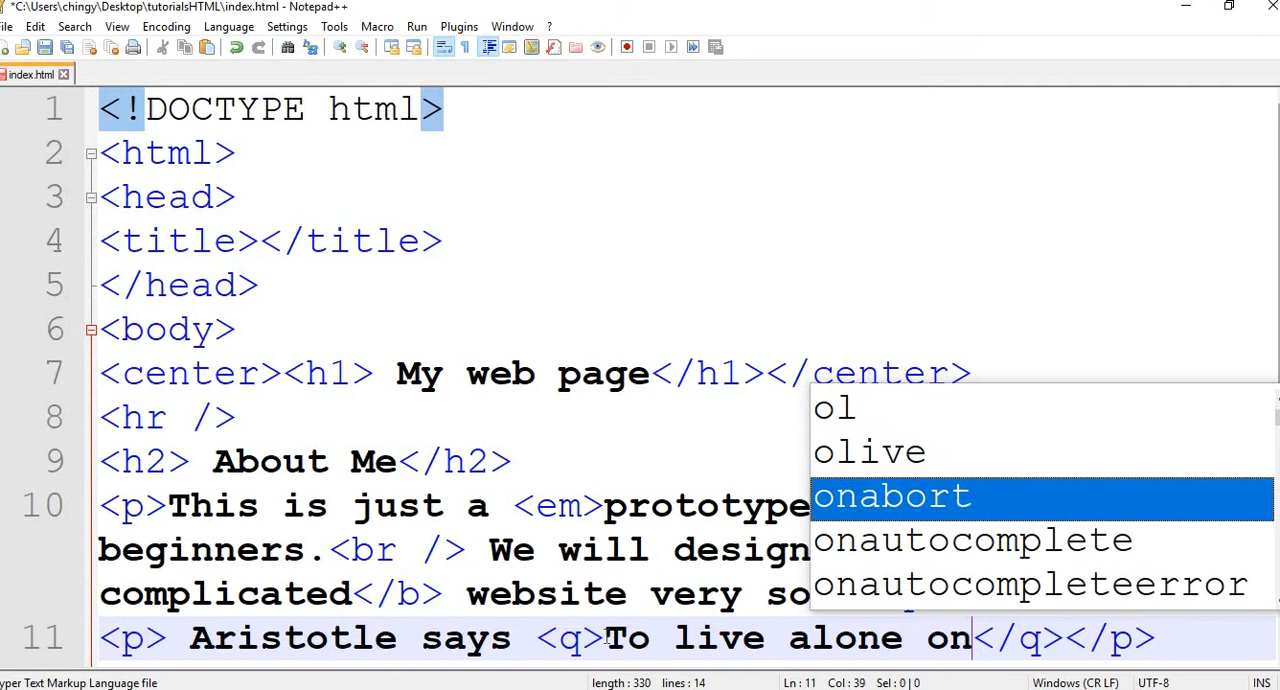 *C:\Users\chingy\Desktop\tutorialsHTML\index.html - Notepad++
File Edit Search View Encoding Language Settings Tools Macro Run Plugins Window ?
index.html
1 <!DOCTYPE html>
2 <html>
3 <head>
4 <title></title>
5 </head>
6 <body>
7 <center><h1> My web page</h1></center>
8 <hr />
9 <h2> About Me</h2>
10 <p>This is just a <em>prototype
beginners.<br /> We will design
complicated</b> website very so
11 <p> Aristotle says <q>To live alone on</q></p>
ol
olive
onabort
onautocomplete
onautocompleteerror
yper Text Markup Language file length : 330 lines : 14 Ln : 11 Col : 39 Sel : 0 | 0 Windows (CR LF) UTF-8 INS